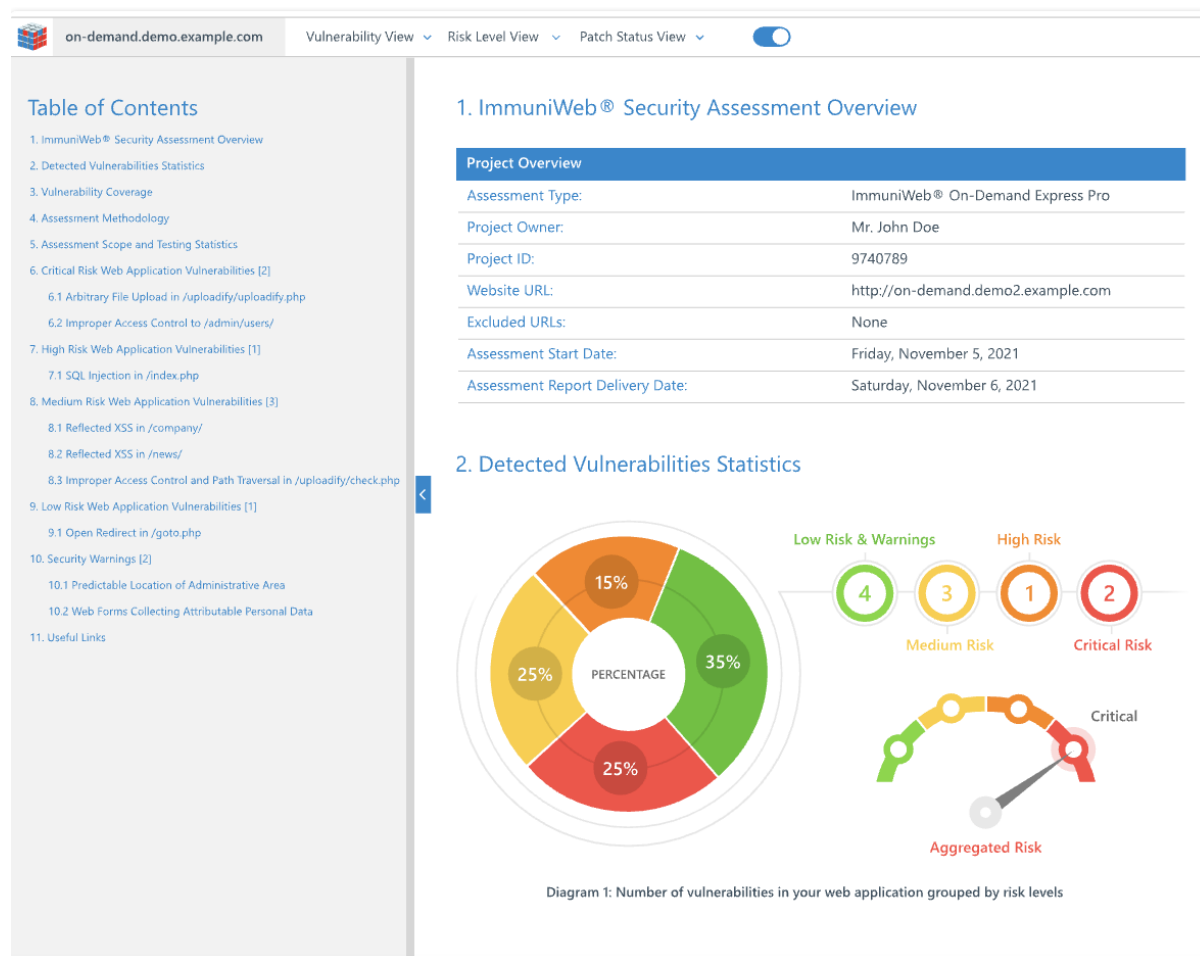 on-demand.demo.example.com Vulnerability View Risk Level View Patch Status View
Table of Contents
1. ImmuniWeb® Security Assessment Overview
2. Detected Vulnerabilities Statistics
3. Vulnerability Coverage
4. Assessment Methodology
5. Assessment Scope and Testing Statistics
6. Critical Risk Web Application Vulnerabilities [2]
6.1 Arbitrary File Upload in /uploadify/uploadify.php
6.2 Improper Access Control to /admin/users/
7. High Risk Web Application Vulnerabilities [1]
7.1 SQL Injection in /index.php
8. Medium Risk Web Application Vulnerabilities [3]
8.1 Reflected XSS in /company/
8.2 Reflected XSS in /news/
8.3 Improper Access Control and Path Traversal in /uploadify/check.php
9. Low Risk Web Application Vulnerabilities [1]
9.1 Open Redirect in /goto.php
10. Security Warnings [2]
10.1 Predictable Location of Administrative Area
10.2 Web Forms Collecting Attributable Personal Data
11. Useful Links
1. ImmuniWeb® Security Assessment Overview
Project Overview
Assessment Type: ImmuniWeb® On-Demand Express Pro
Project Owner: Mr. John Doe
Project ID: 9740789
Website URL: http://on-demand.demo2.example.com
Excluded URLs: None
Assessment Start Date: Friday, November 5, 2021
Assessment Report Delivery Date: Saturday, November 6, 2021
2. Detected Vulnerabilities Statistics
15%
35%
25%
PERCENTAGE
25%
Low Risk & Warnings High Risk
4 3 1 2
Medium Risk Critical Risk
Critical
Aggregated Risk
Diagram 1: Number of vulnerabilities in your web application grouped by risk levels